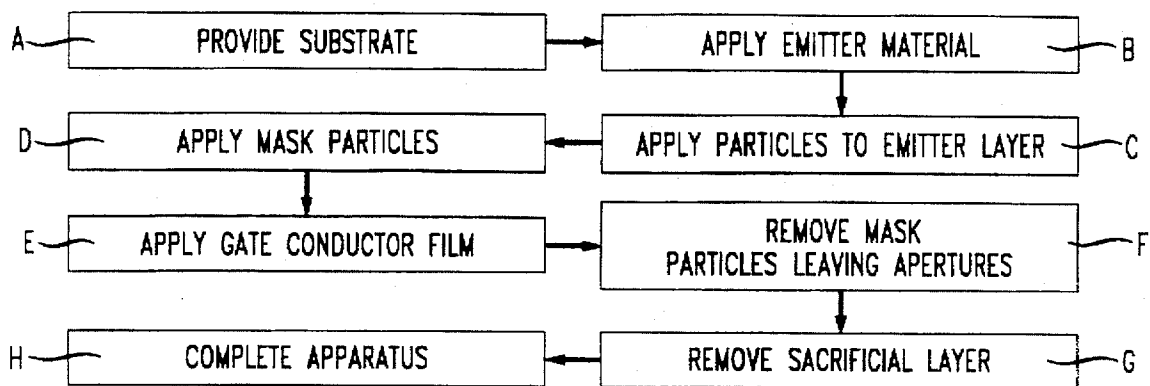 A
PROVIDE SUBSTRATE
APPLY EMITTER MATERIAL
B
D
APPLY MASK PARTICLES
APPLY PARTICLES TO EMITTER LAYER
C
E
APPLY GATE CONDUCTOR FILM
REMOVE MASK
PARTICLES LEAVING APERTURES
F
H
COMPLETE APPARATUS
REMOVE SACRIFICIAL LAYER
G